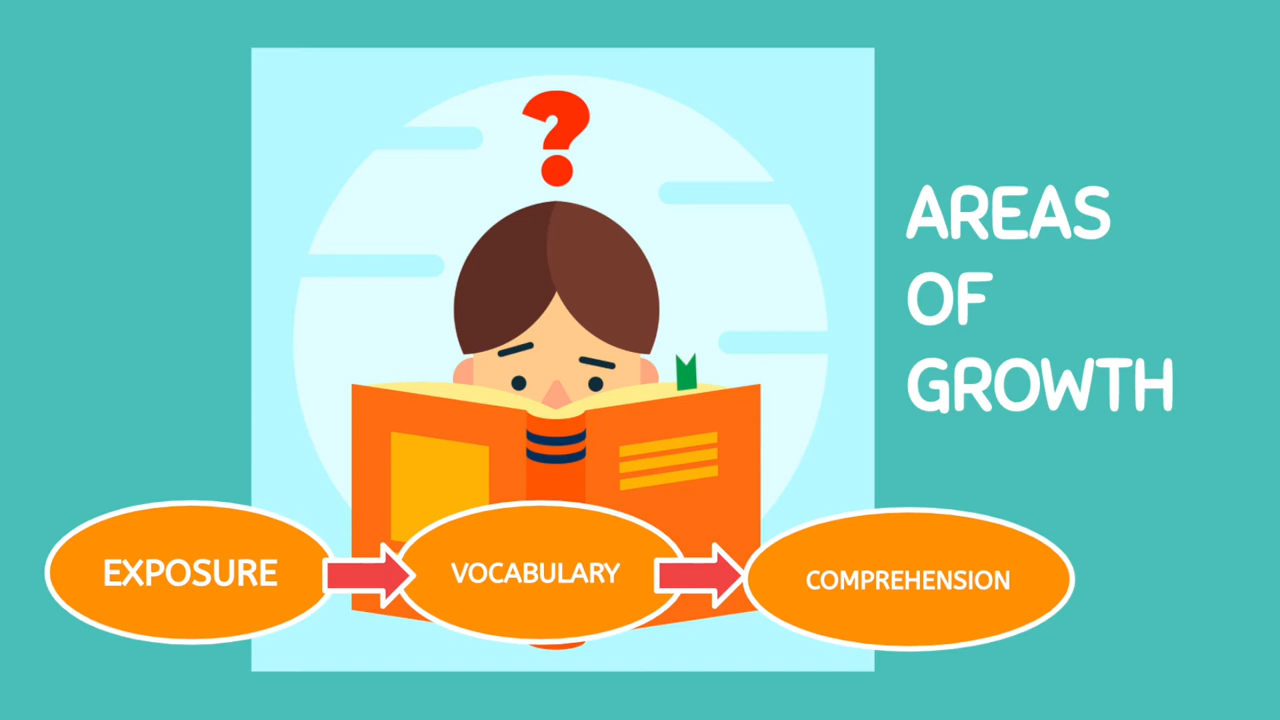 ?
AREAS
OF
GROWTH
EXPOSURE
VOCABULARY
COMPREHENSION